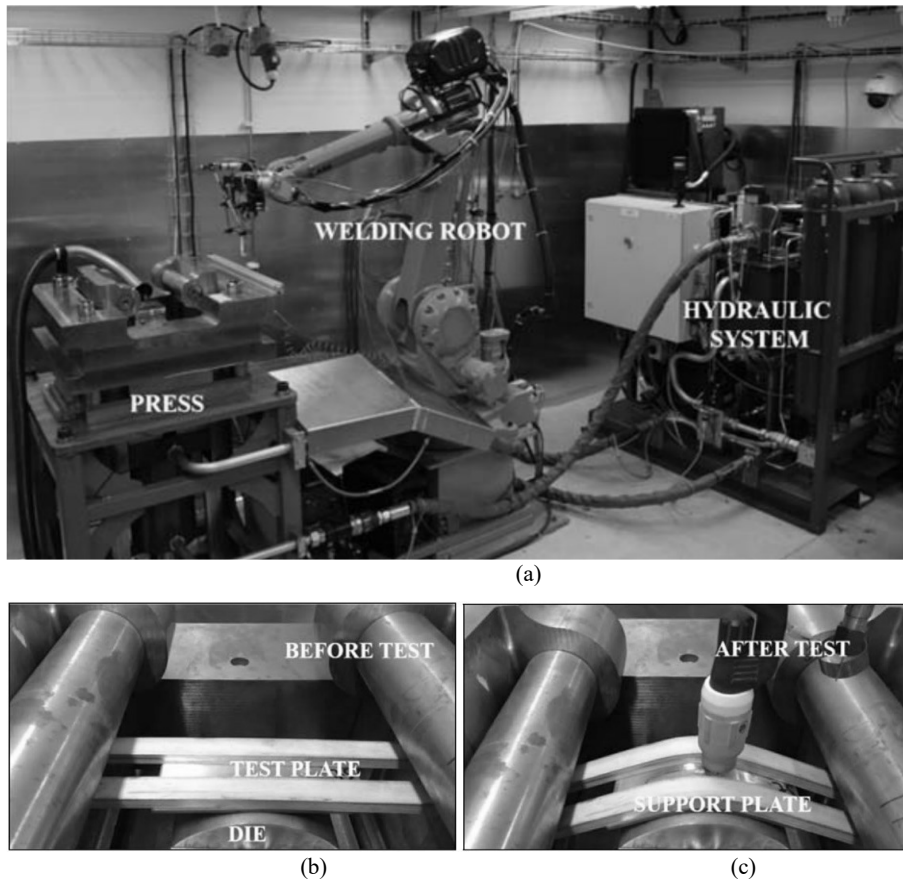 WELDING ROBOT
HYDRAULIC
SYSTEM
PRESS
(a)
BEFORE TEST
TEST PLATE
DIE
(b)
AFTER TEST
SUPPORT PLATE
(c)